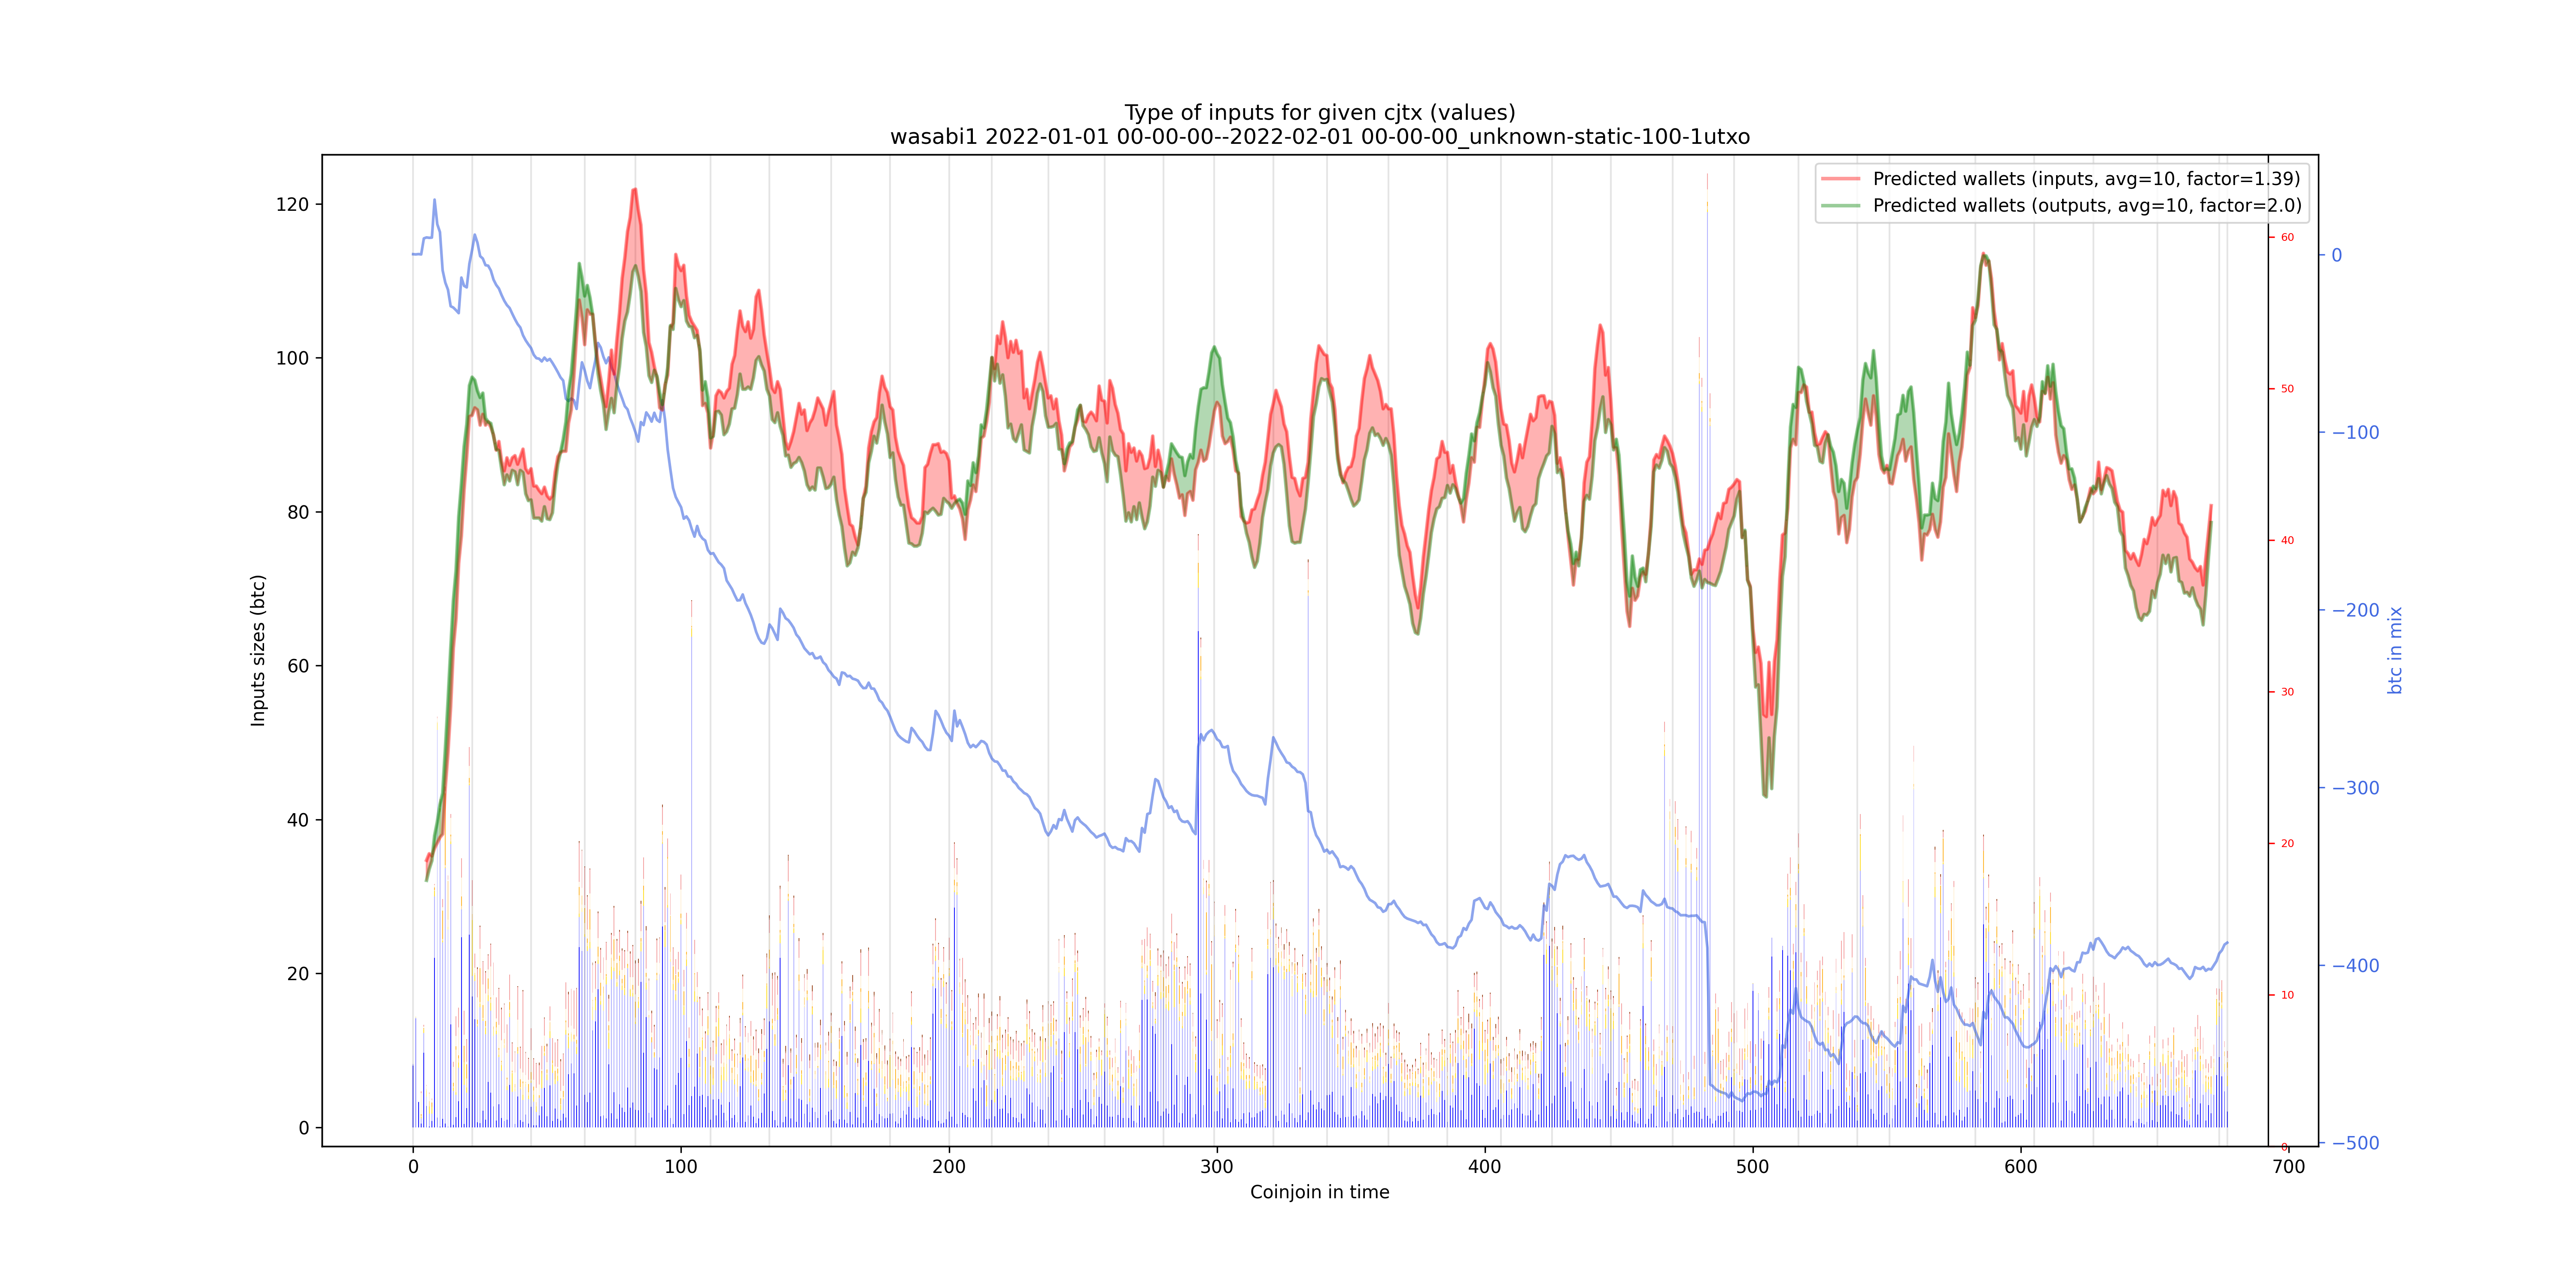 Type of inputs for given cjtx (values)
wasabi1 2022-01-01 00-00-00--2022-02-01 00-00-00_unknown-static-100-1utxo
Predicted wallets (inputs, avg=10, factor=1.39)
Predicted wallets (outputs, avg=10, factor=2.0)
Inputs sizes (btc)
120
100
80
60
40
20
0
60
50
40
30
20
10
0
0
−100
−200
−300
−400
−500
btc in mix
0 100 200 300 400 500 600 700
Coinjoin in time